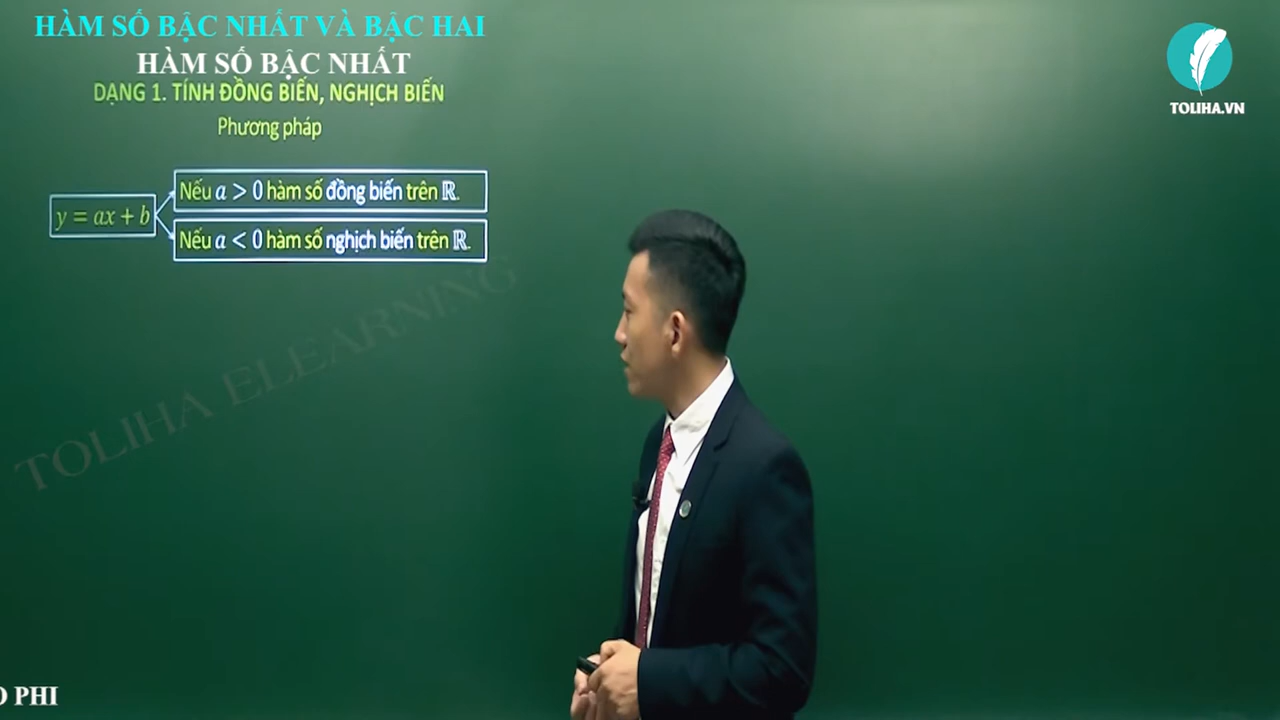 HÀM SỐ BẬC NHẤT VÀ BẬC HAI
HÀM SỐ BẬC NHẤT
DẠNG 1. TÍNH ĐỒNG BIẾN, NGHỊCH BIẾN
Phương pháp
y = ax + b
Nếu a > 0 hàm số đồng biến trên ℝ.
Nếu a < 0 hàm số nghịch biến trên ℝ.
TOLIHA.VN
TOLIHA ELEARNING
PHI